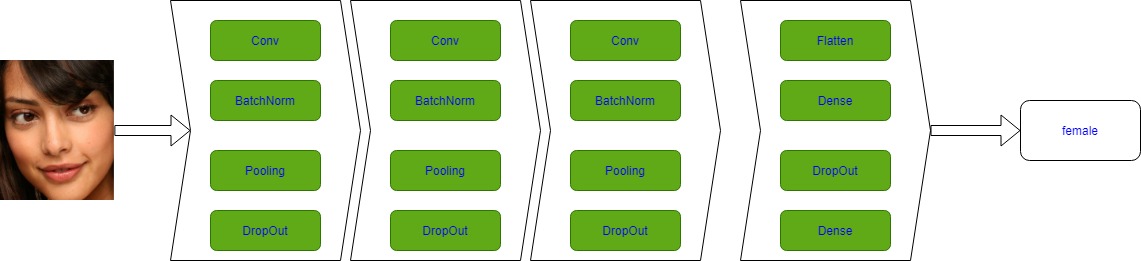 Conv
BatchNorm
Pooling
DropOut
Conv
BatchNorm
Pooling
DropOut
Conv
BatchNorm
Pooling
DropOut
Flatten
Dense
DropOut
Dense
female